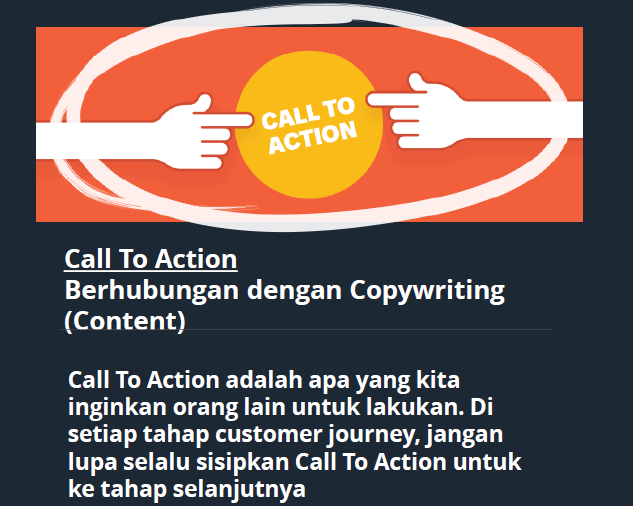 CALL TO
ACTION
Call To Action
Berhubungan dengan Copywriting
(Content)
Call To Action adalah apa yang kita
inginkan orang lain untuk lakukan. Di
setiap tahap customer journey, jangan
lupa selalu sisipkan Call To Action untuk
ke tahap selanjutnya